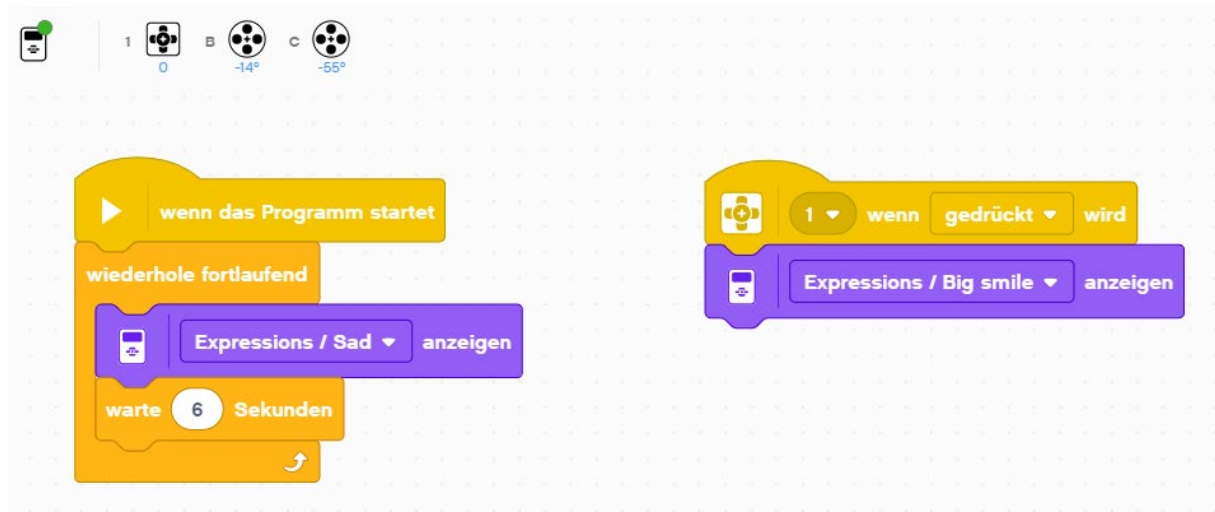 1 B C
0 -14° -55°
wenn das Programm startet
wiederhole fortlaufend
Expressions / Sad anzeigen
warte 6 Sekunden
1 wenn gedrückt wird
Expressions / Big smile anzeigen